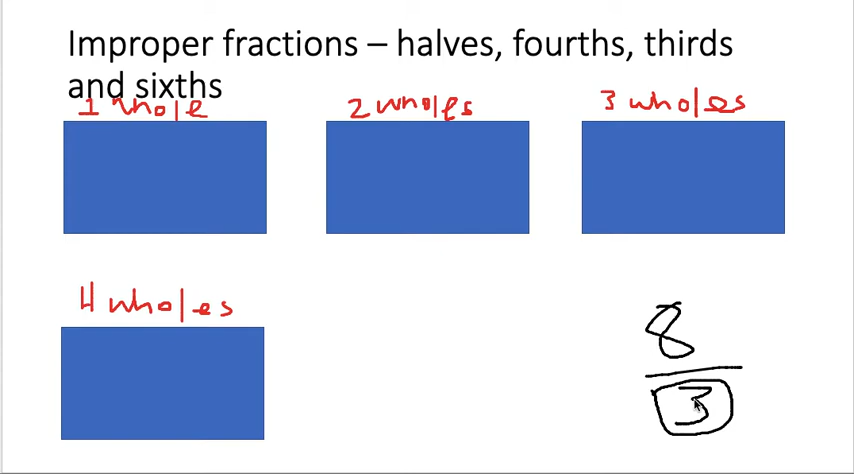 Improper fractions – halves, fourths, thirds
and sixths
1 whole
2 wholes
3 wholes
4 wholes
8
3